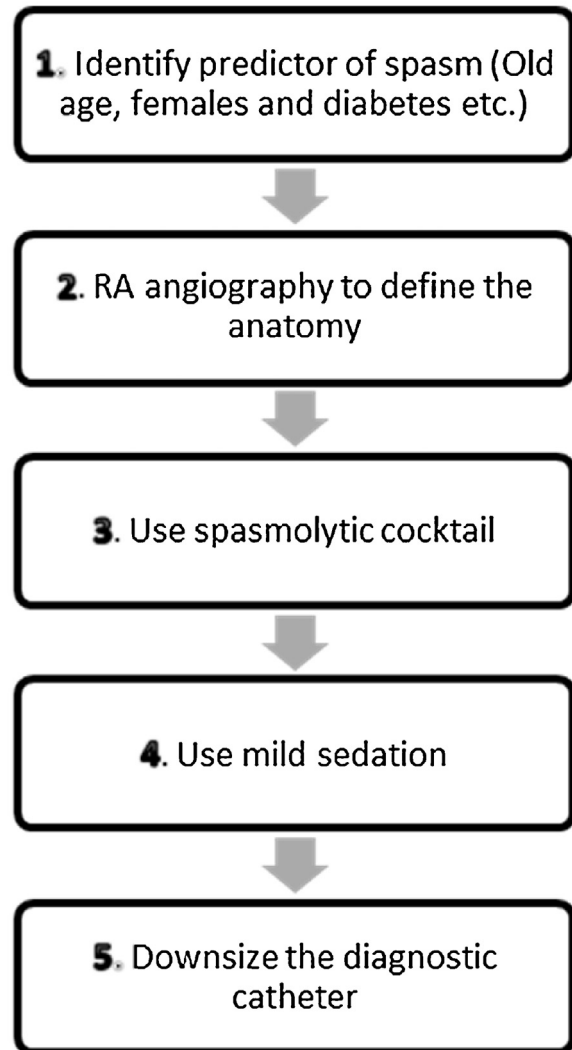 1. Identify predictor of spasm (Old
age, females and diabetes etc.)
2. RA angiography to define the
anatomy
3. Use spasmolytic cocktail
4. Use mild sedation
5. Downsize the diagnostic
catheter